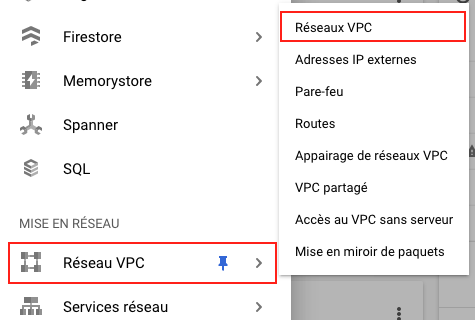 Firestore
Memorystore
Spanner
SQL
MISE EN RÉSEAU
Réseau VPC
Services réseau
Réseaux VPC
Adresses IP externes
Pare-feu
Routes
Appairage de réseaux VPC
VPC partagé
Accès au VPC sans serveur
Mise en miroir de paquets